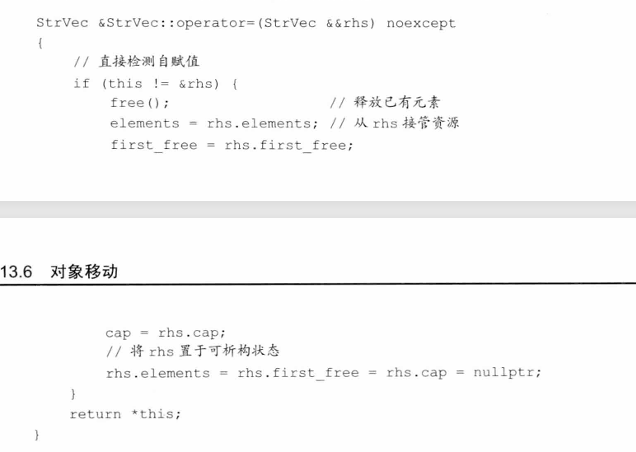 StrVec &StrVec::operator=(StrVec &&rhs) noexcept
{
    // 直接检测自赋值
    if (this != &rhs) {
        free();                  // 释放已有元素
        elements = rhs.elements; // 从 rhs 接管资源
        first_free = rhs.first_free;
13.6 对象移动
        cap = rhs.cap;
        // 将 rhs 置于可析构状态
        rhs.elements = rhs.first_free = rhs.cap = nullptr;
    }
    return *this;
}